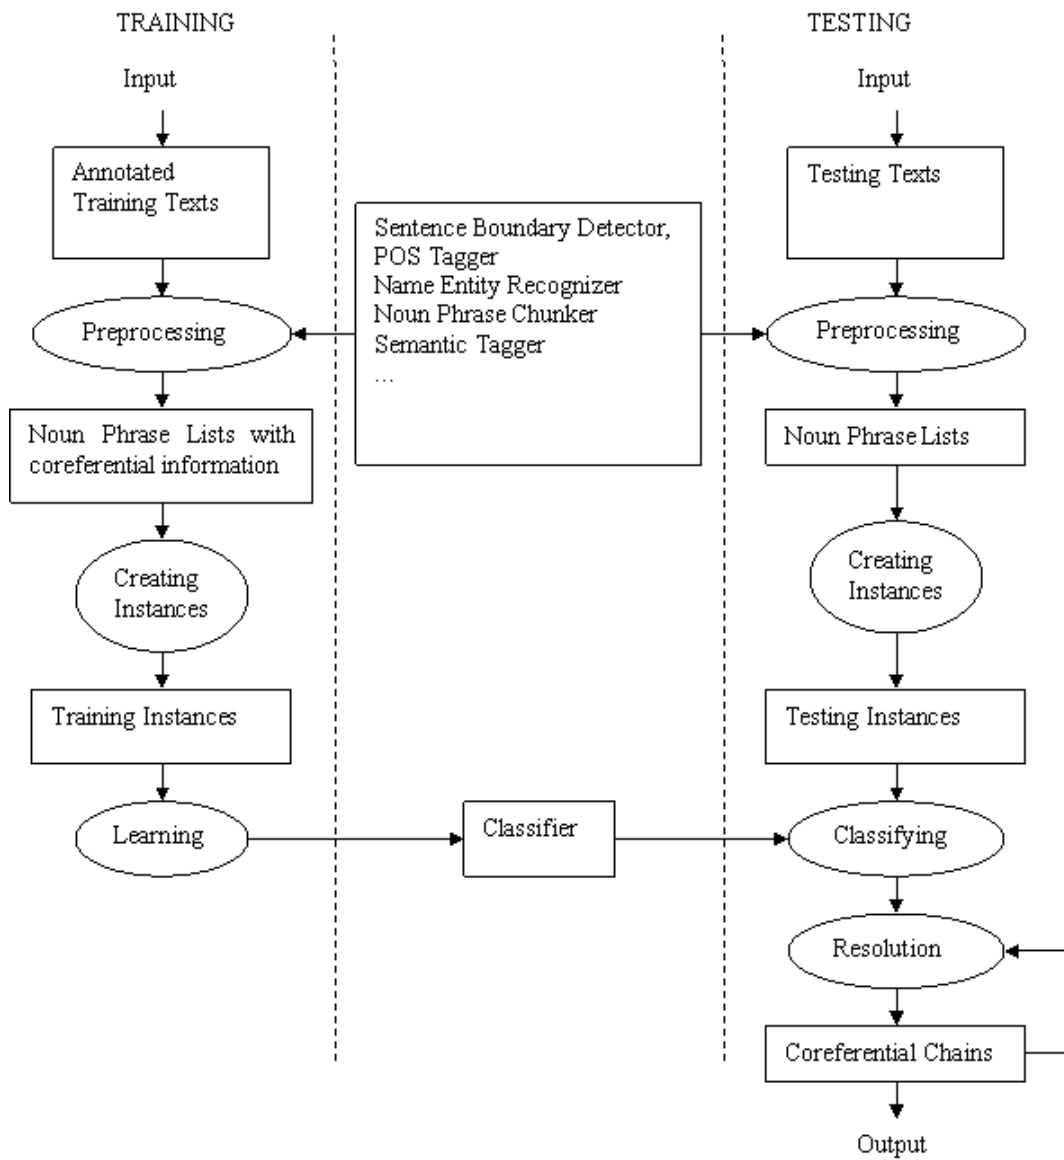 TRAINING
Input
Annotated
Training Texts
Preprocessing
Noun Phrase Lists with
coreferential information
Creating
Instances
Training Instances
Learning
Sentence Boundary Detector,
POS Tagger
Name Entity Recognizer
Noun Phrase Chunker
Semantic Tagger
...
Classifier
TESTING
Input
Testing Texts
Preprocessing
Noun Phrase Lists
Creating
Instances
Testing Instances
Classifying
Resolution
Coreferential Chains
Output